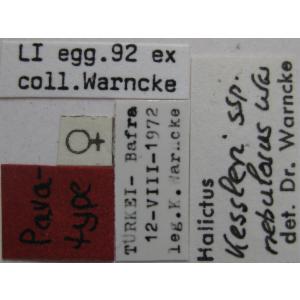 LI egg.92 ex
coll.Warncke
♀
Para-
type
TÜRKEI- Bafra
12-VIII-1972
leg.K.Warncke
Halictus
kessleri ssp.
nebulosus War
det. Dr. Warncke